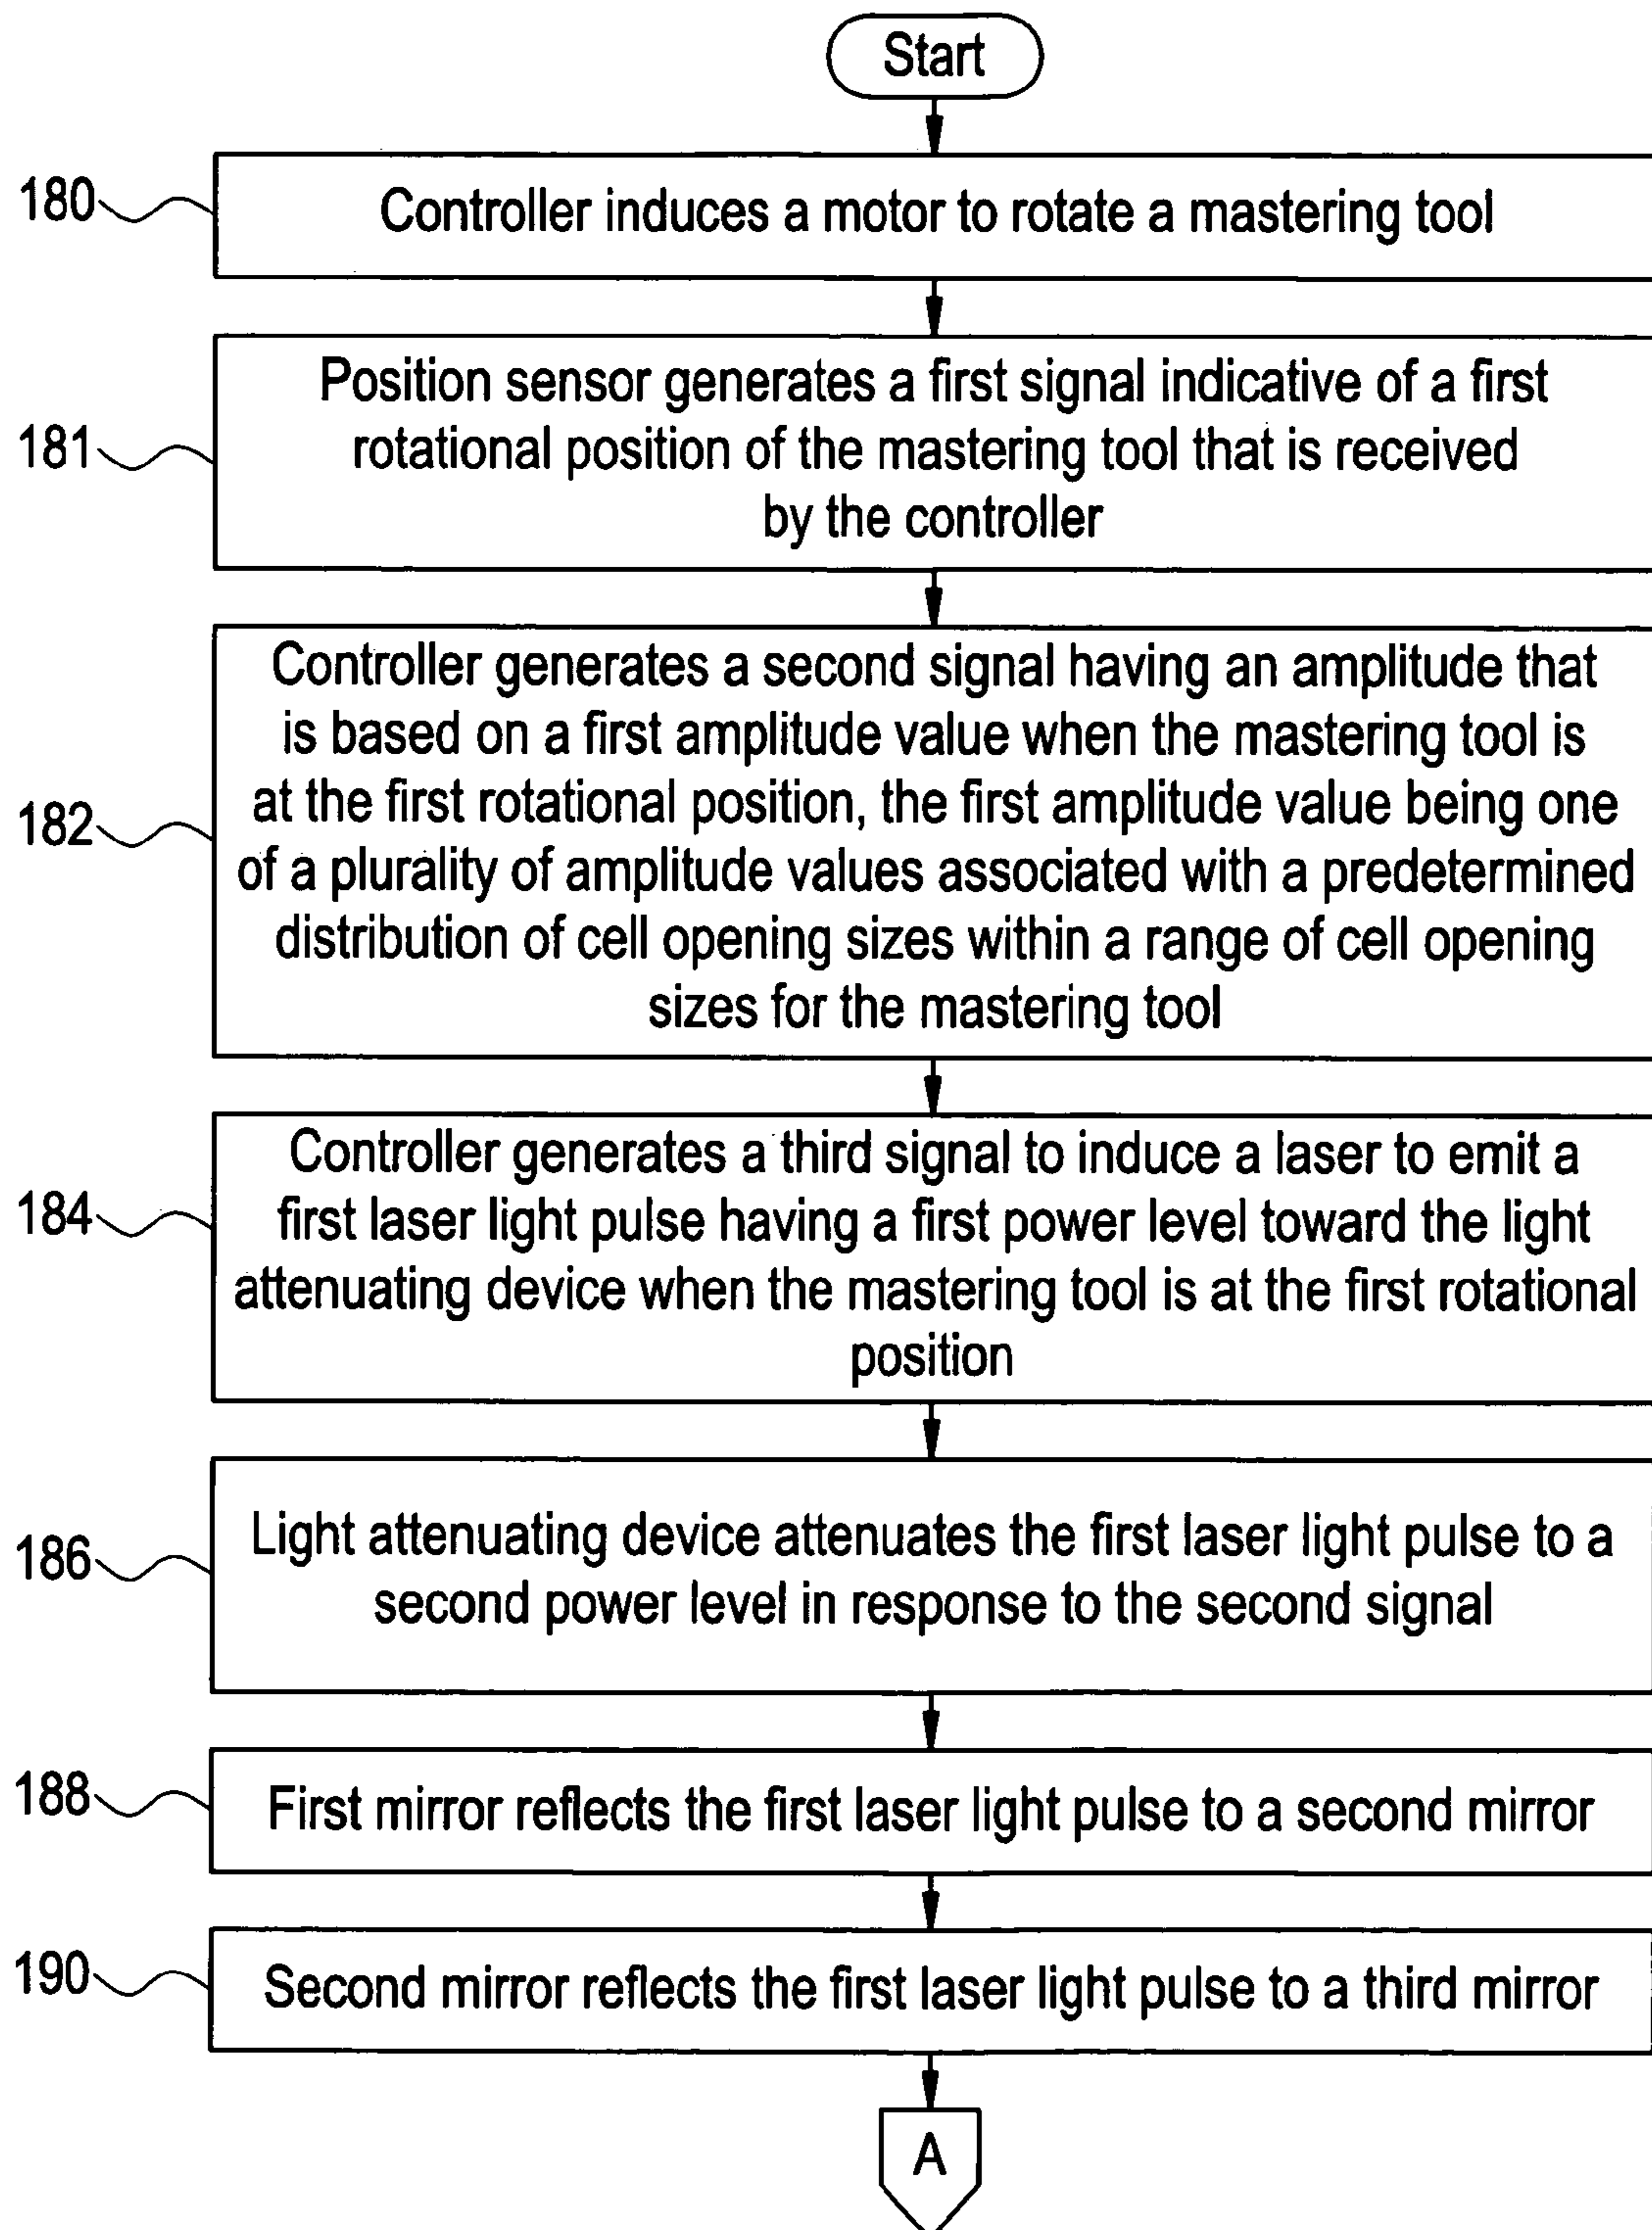 Start
180
Controller induces a motor to rotate a mastering tool
181
Position sensor generates a first signal indicative of a first
rotational position of the mastering tool that is received
by the controller
182
Controller generates a second signal having an amplitude that
is based on a first amplitude value when the mastering tool is
at the first rotational position, the first amplitude value being one
of a plurality of amplitude values associated with a predetermined
distribution of cell opening sizes within a range of cell opening
sizes for the mastering tool
184
Controller generates a third signal to induce a laser to emit a
first laser light pulse having a first power level toward the light
attenuating device when the mastering tool is at the first rotational
position
186
Light attenuating device attenuates the first laser light pulse to a
second power level in response to the second signal
188
First mirror reflects the first laser light pulse to a second mirror
190
Second mirror reflects the first laser light pulse to a third mirror
A